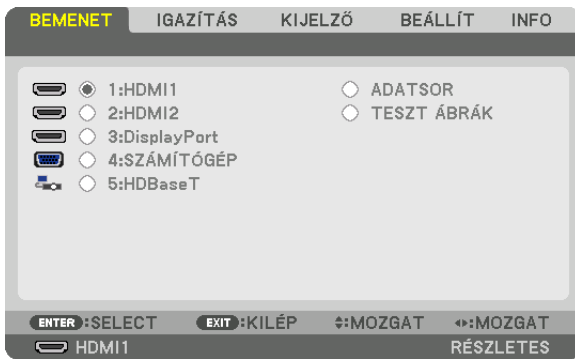 BEMENET IGAZÍTÁS KIJELZŐ BEÁLLÍT INFO
1:HDMI1 ADATSOR
2:HDMI2 TESZT ÁBRÁK
3:DisplayPort
4:SZÁMÍTÓGÉP
5:HDBaseT
ENTER :SELECT EXIT :KILÉP :MOZGAT :MOZGAT
HDMI1 RÉSZLETES